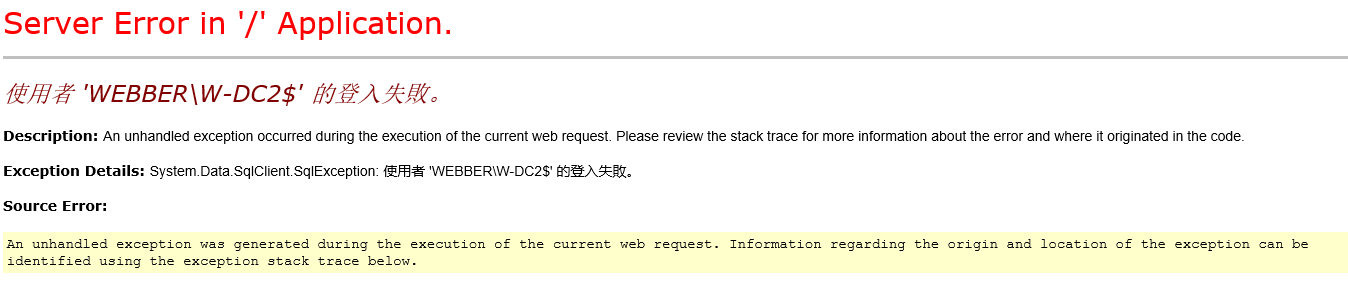 Server Error in '/' Application.
使用者 'WEBBER\W-DC2$' 的登入失敗。
Description: An unhandled exception occurred during the execution of the current web request. Please review the stack trace for more information about the error and where it originated in the code.
Exception Details: System.Data.SqlClient.SqlException: 使用者 'WEBBER\W-DC2$' 的登入失敗。
Source Error:
An unhandled exception was generated during the execution of the current web request. Information regarding the origin and location of the exception can be
identified using the exception stack trace below.